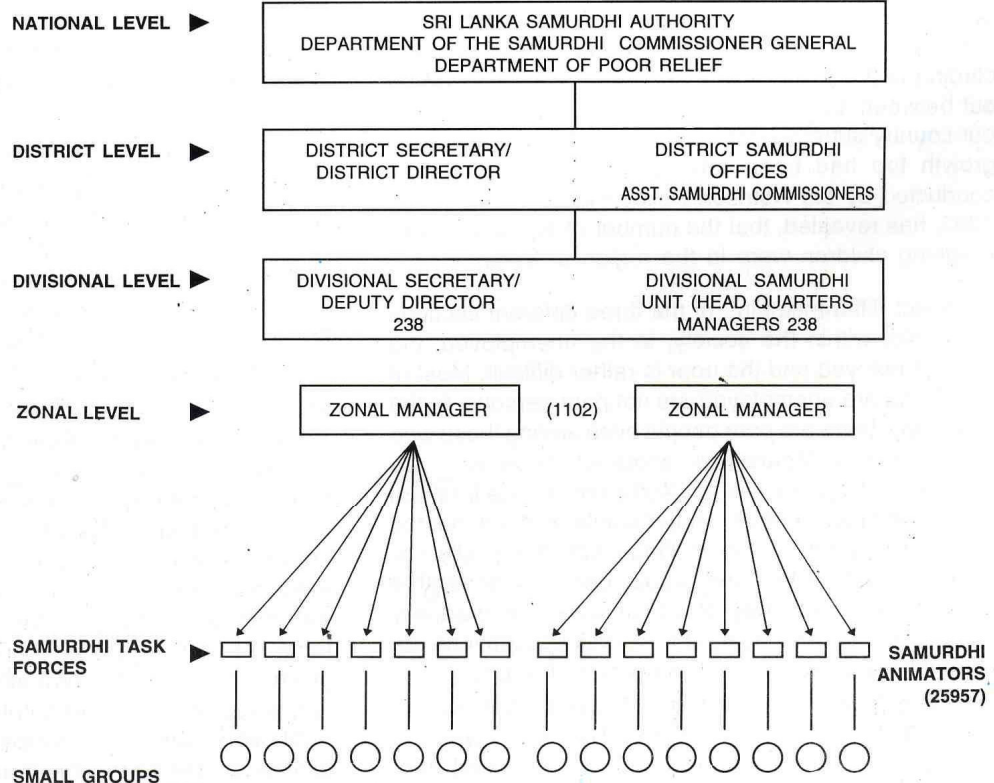 NATIONAL LEVEL
SRI LANKA SAMURDHI AUTHORITY
DEPARTMENT OF THE SAMURDHI COMMISSIONER GENERAL
DEPARTMENT OF POOR RELIEF
DISTRICT LEVEL
DISTRICT SECRETARY/
DISTRICT DIRECTOR
DISTRICT SAMURDHI
OFFICES
ASST. SAMURDHI COMMISSIONERS
DIVISIONAL LEVEL
DIVISIONAL SECRETARY/
DEPUTY DIRECTOR
238
DIVISIONAL SAMURDHI
UNIT (HEAD QUARTERS
MANAGERS 238
ZONAL LEVEL
ZONAL MANAGER
(1102)
ZONAL MANAGER
SAMURDHI TASK
FORCES
SAMURDHI
ANIMATORS
(25957)
SMALL GROUPS